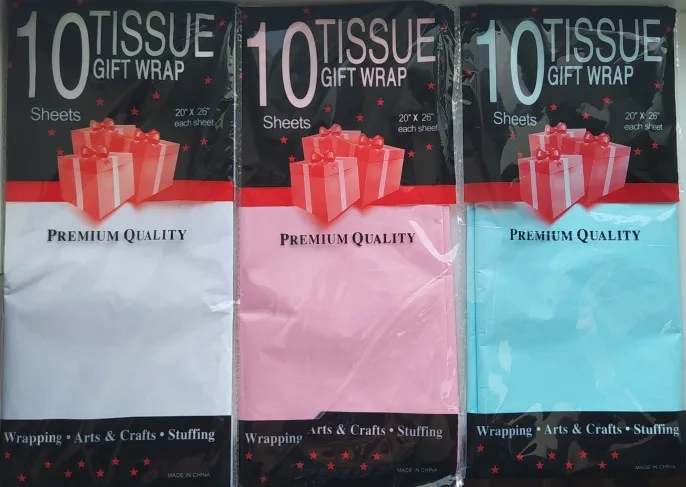 10 TISSUE
GIFT WRAP
Sheets
20" X 26"
each sheet
PREMIUM QUALITY
Wrapping • Arts & Crafts • Stuffing
MADE IN CHINA
10 TISSUE
GIFT WRAP
Sheets
20" X 26"
each sheet
PREMIUM QUALITY
Wrapping Arts & Crafts • Stuffing
MADE IN CHINA
10 TISSUE
GIFT WRAP
Sheets
20" X 26"
each sheet
PREMIUM QUALITY
Wrapping • Arts & Crafts • Stuffing
MADE IN CHINA